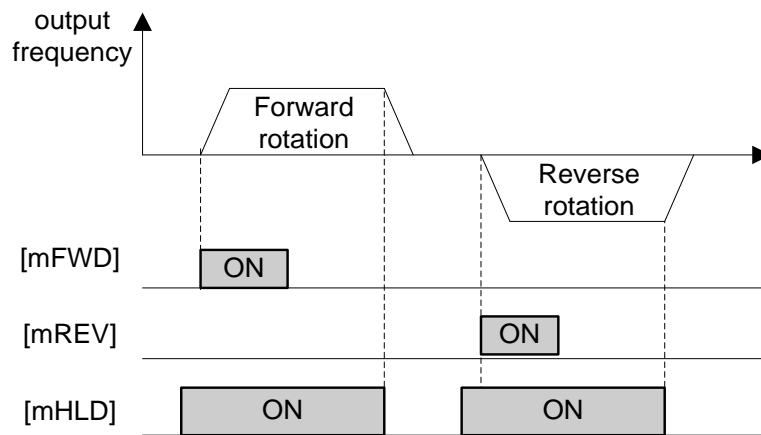 output
frequency
Forward
rotation
Reverse
rotation
[mFWD]
ON
[mREV]
ON
[mHLD]
ON
ON